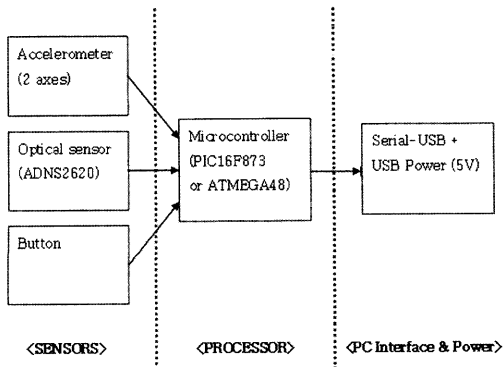 Accelerometer
(2 axes)
Optical sensor
(ADNS2620)
Button
Microcontroller
(PIC16F873
or ATMEGA48)
Serial-USB +
USB Power (5V)
<SENSORS>
<PROCESSOR>
<PC Interface & Power>